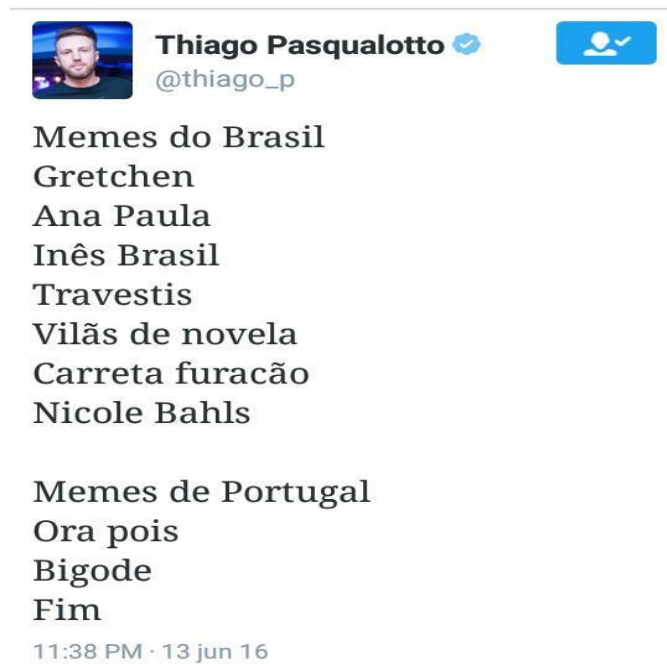 Thiago Pasqualotto
@thiago_p
Memes do Brasil
Gretchen
Ana Paula
Inês Brasil
Travestis
Vilãs de novela
Carreta furacão
Nicole Bahls
Memes de Portugal
Ora pois
Bigode
Fim
11:38 PM · 13 jun 16